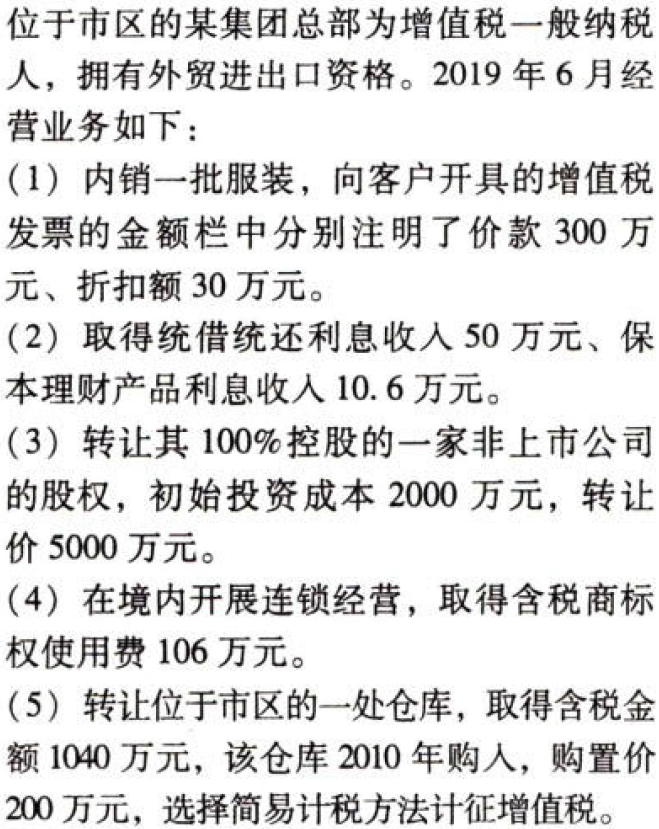 位于市区的某集团总部为增值税一般纳税
人，拥有外贸进出口资格。2019 年 6 月经
营业务如下：
（1）内销一批服装，向客户开具的增值税
发票的金额栏中分别注明了价款 300 万
元、折扣额 30 万元。
（2）取得统借统还利息收入 50 万元、保
本理财产品利息收入 10.6 万元。
（3）转让其 100%控股的一家非上市公司
的股权，初始投资成本 2000 万元，转让
价 5000 万元。
（4）在境内开展连锁经营，取得含税商标
权使用费 106 万元。
（5）转让位于市区的一处仓库，取得含税金
额 1040 万元，该仓库 2010 年购入，购置价
200 万元，选择简易计税方法计征增值税。